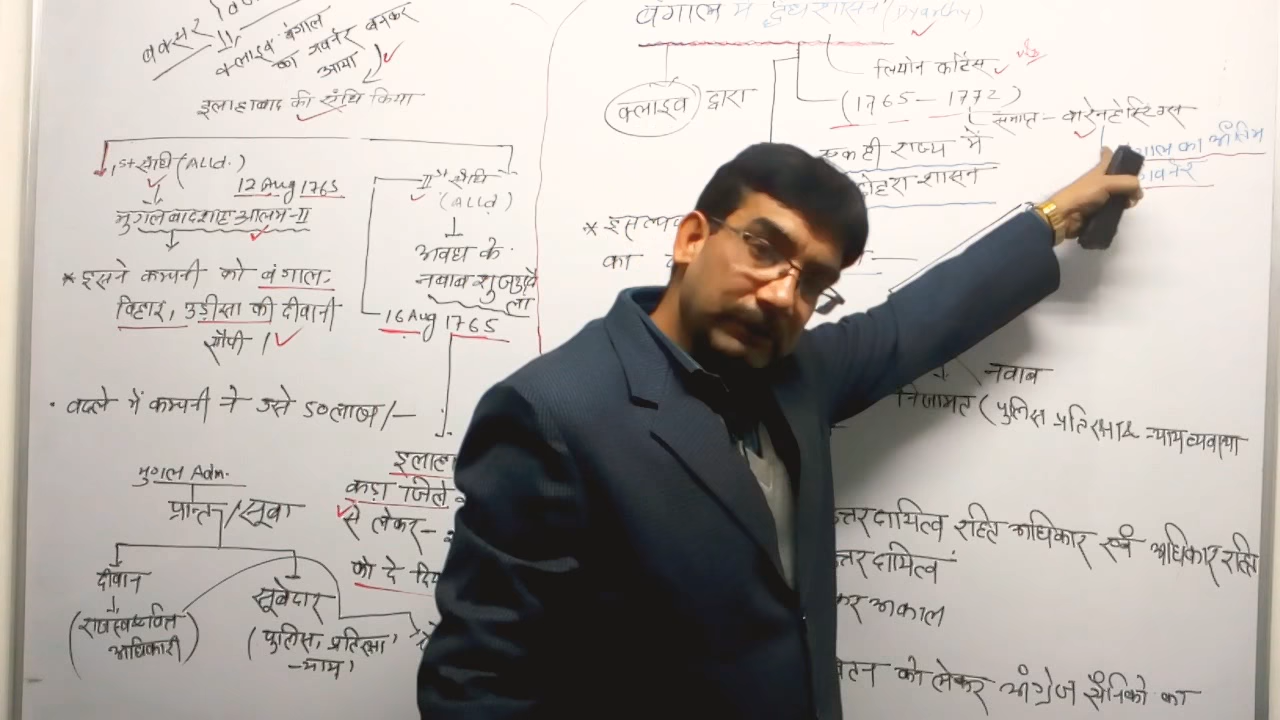 बक्सर
क्लाइव बंगाल
का गवर्नर बनकर
आया
इलाहाबाद की संधि किया
1st संधि (Alld.)
12 Aug 1765
मुगल बादशाह आलम-II
* इसने कम्पनी को बंगाल,
बिहार, उड़ीसा की दीवानी
सौंपी ।
IInd संधि
(Alld)
अवध के
नवाब शुजाउद्दौ
ला
16 Aug 1765
. बदले में कम्पनी ने उसे 50 लाख/-
इलाहा
कड़ा जिले
से लेकर -
को दे दि
मुगल Adm.
प्रान्त/सूबा
दीवान
(राजस्व
अधिकारी)
सूबेदार
(पुलिस, प्रतिरक्षा,
न्याय)
बंगाल में द्वैधशासन (Dyarchy)
लियोन कार्टिस
क्लाइव द्वारा
(1765 - 1772)
समाप्त - वारेनहेस्टिंग्स
गाल का अंतिम
वर्नर
एक ही राज्य में
दोहरा शासन
का
नवाब
निजामत (पुलिस प्रतिरक्षा & न्याय व्यवस्था
त्तरदायित्व रहित अधिकार एवं अधिकार रहित
त्तरदायित्व
कर अकाल
वेतन को लेकर अंग्रेज सैनिकों का